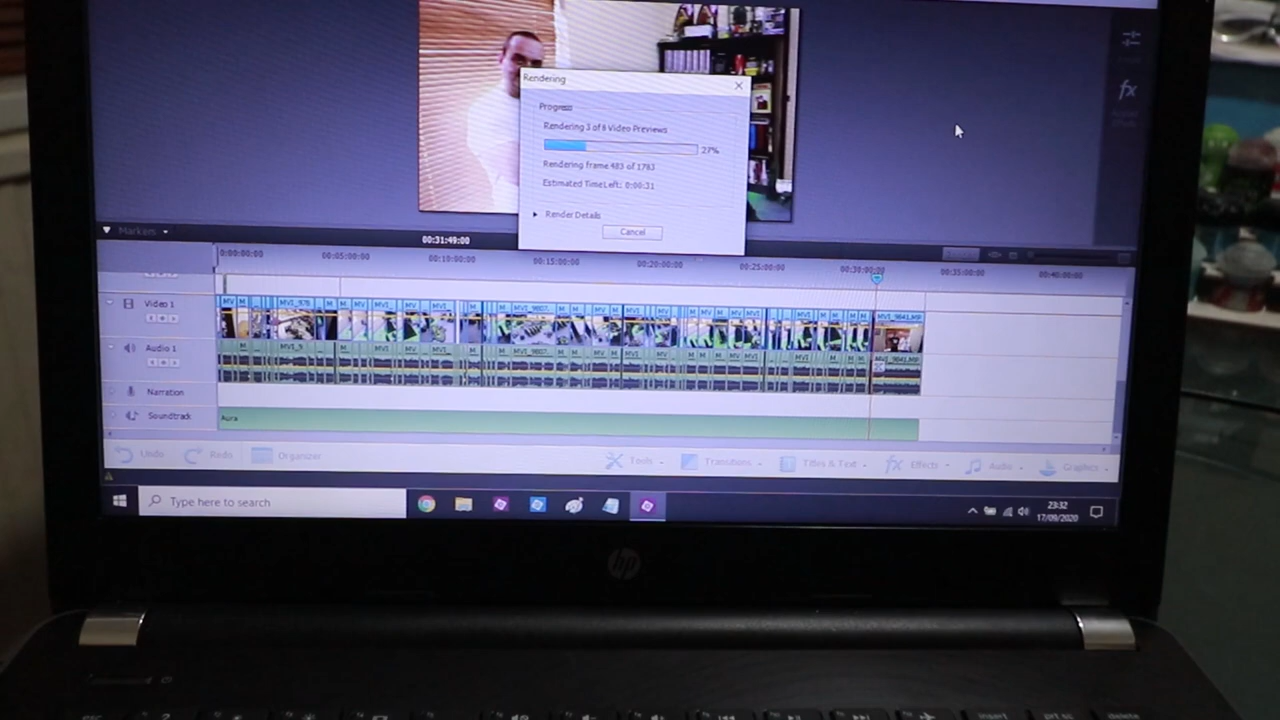 Rendering
Progress
Rendering 3 of 8 Video Previews
27%
Rendering frame 483 of 1783
Estimated Time Left: 0:00:31
Render Details
Cancel
fx
Markers
00:31:49:00
0:00:00:00 00:05:00:00 00:10:00:00 00:15:00:00 00:20:00:00 00:25:00:00 00:30:00:00 00:35:00:00 00:40:00:00
Video 1
Audio 1
Narration
Soundtrack
Aura
Undo Redo Organizer Tools Transitions Titles & Text fx Effects Audio Graphics
Type here to search
23:32
17/09/2020
hp